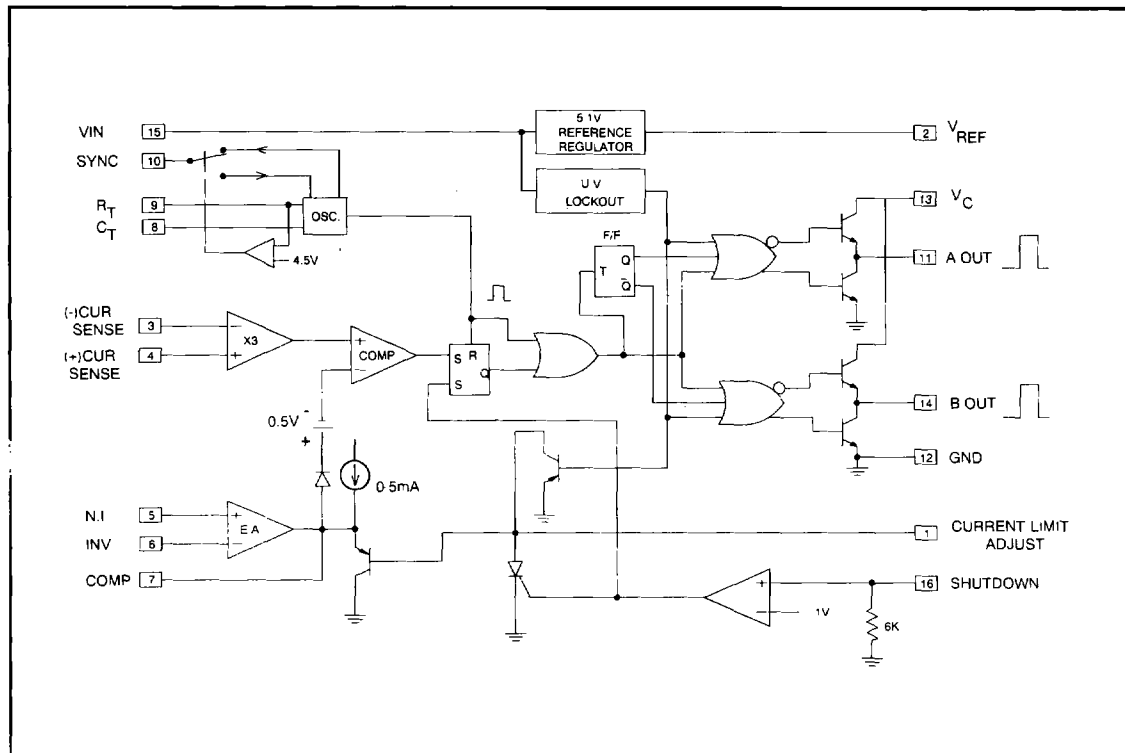 VIN
15
5.1V
REFERENCE
REGULATOR
2
VREF
SYNC
10
U V
LOCKOUT
13
VC
RT
9
CT
8
OSC.
4.5V
F/F
T
Q
Q̄
11
A OUT
(-)CUR
SENSE
3
(+)CUR
SENSE
4
−
+
X3
+
−
COMP
S
R
S
Q
14
B OUT
0.5V
-
+
12
GND
0.5mA
N.I
5
INV
6
+
−
E A
COMP
7
1
CURRENT LIMIT
ADJUST
+
−
1V
16
SHUTDOWN
6K